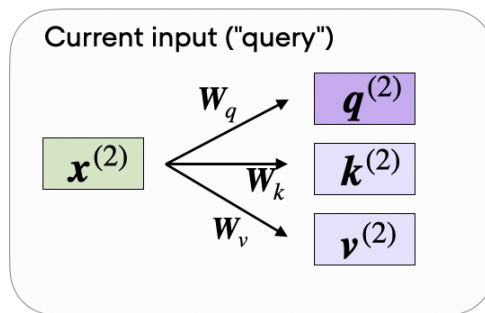 Current input ("query")
W_q
q^(2)
x^(2)
W_k
k^(2)
W_v
v^(2)